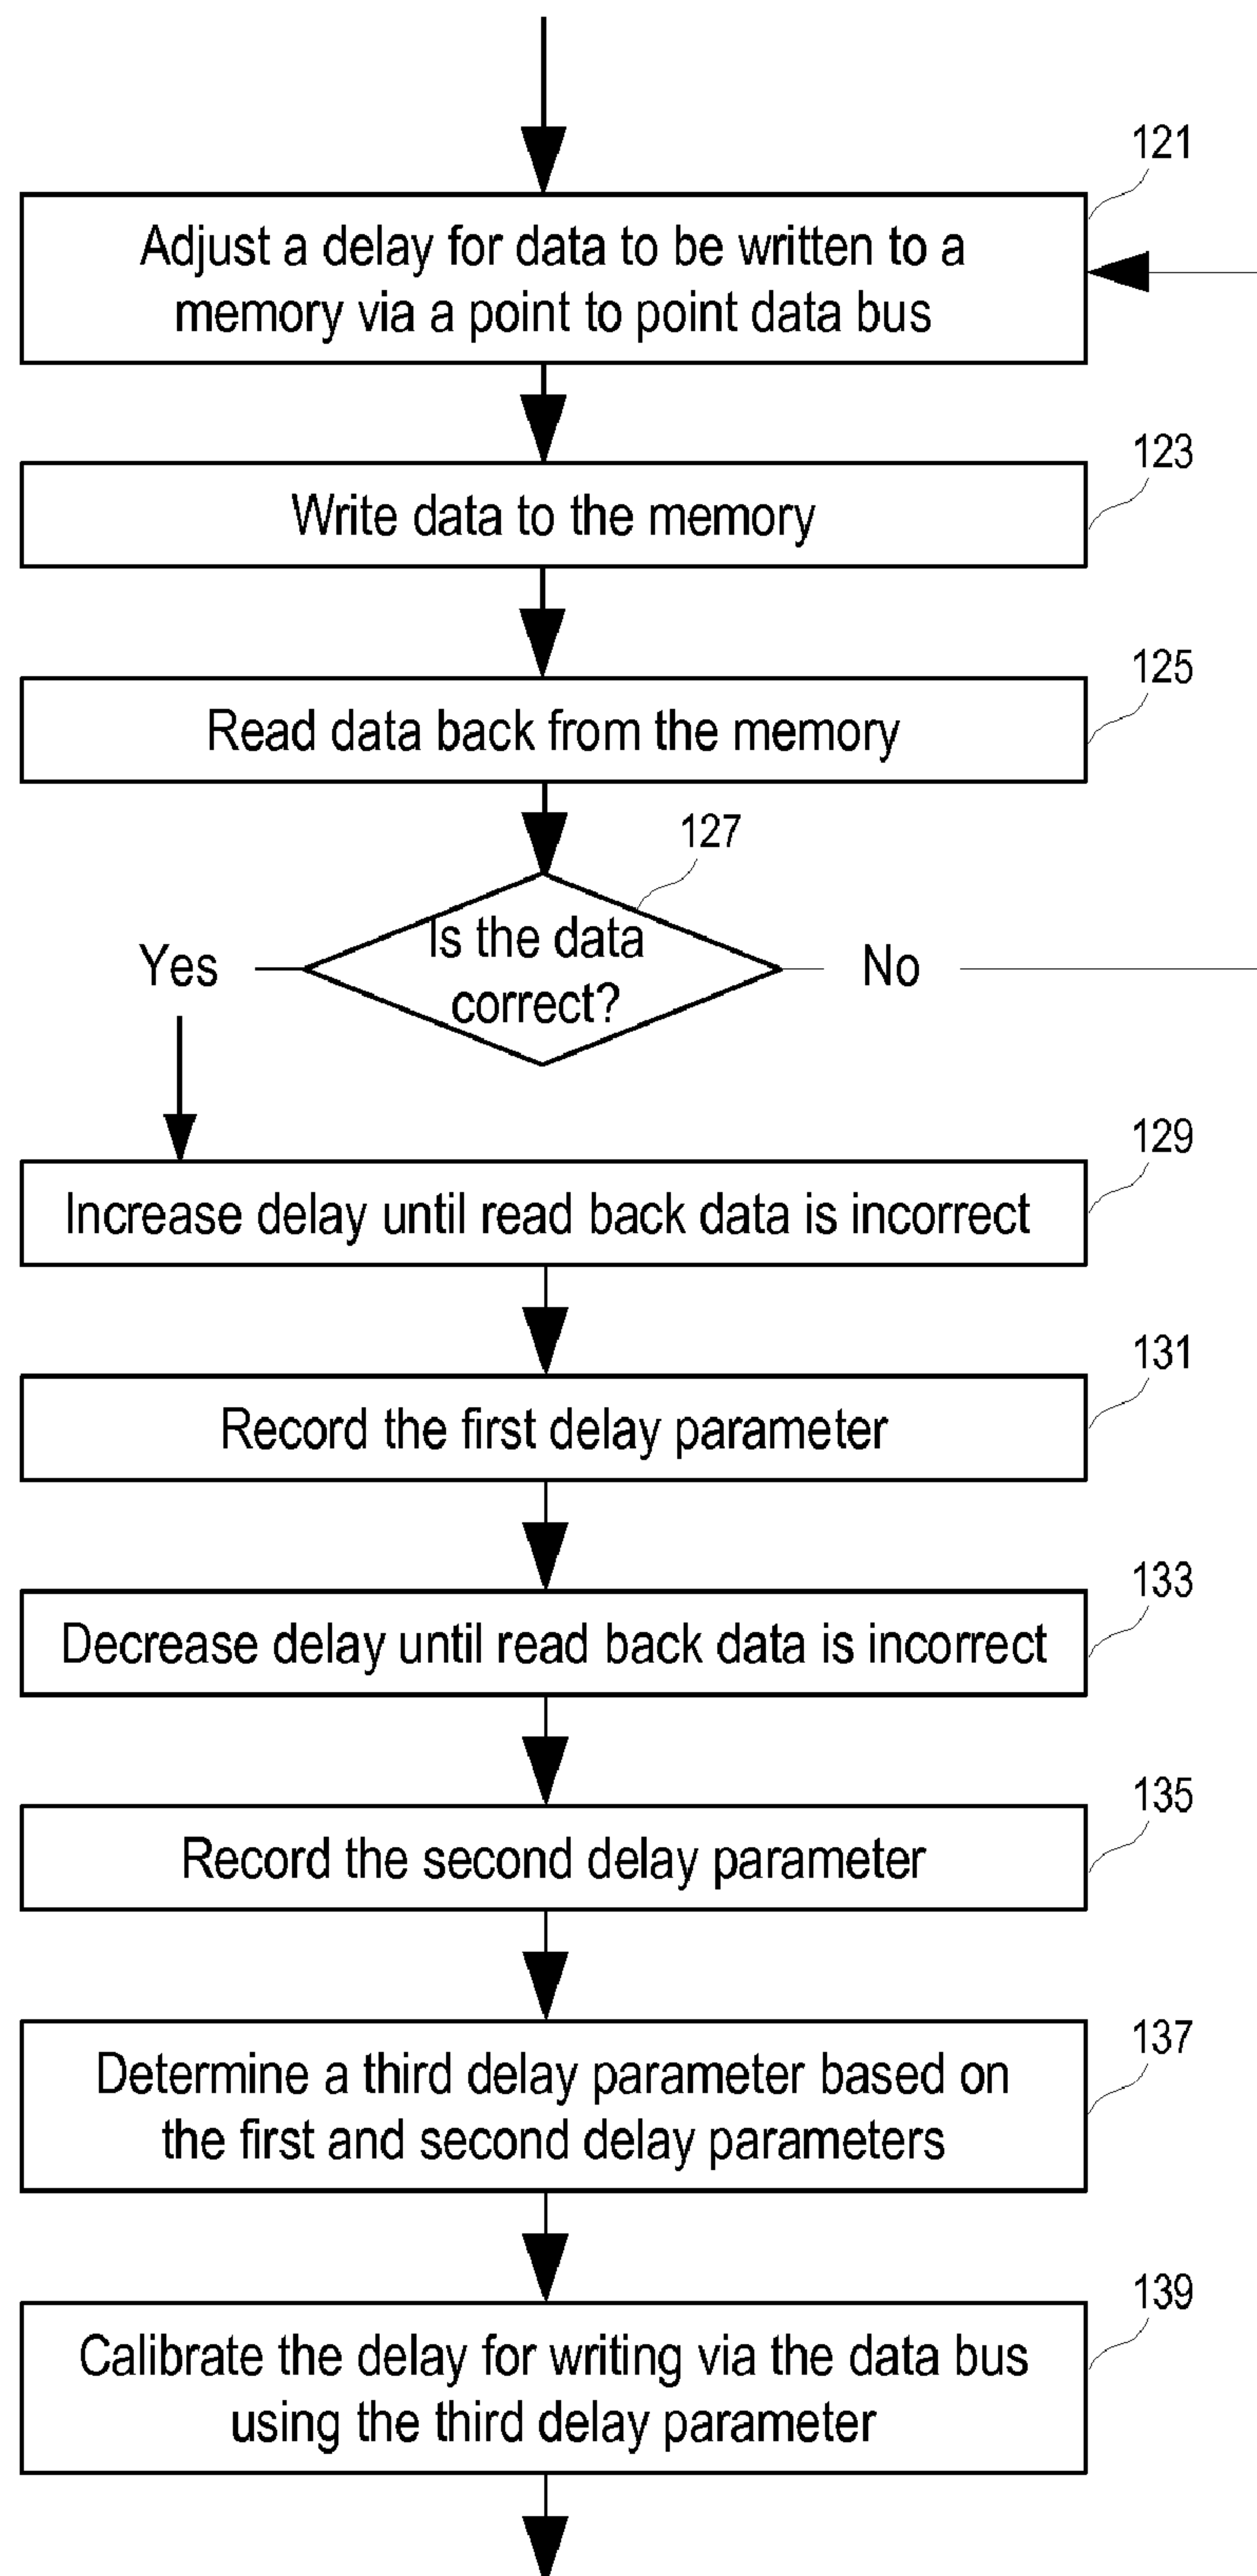 121
Adjust a delay for data to be written to a
memory via a point to point data bus
123
Write data to the memory
125
Read data back from the memory
127
Is the data
correct?
Yes
No
129
Increase delay until read back data is incorrect
131
Record the first delay parameter
133
Decrease delay until read back data is incorrect
135
Record the second delay parameter
137
Determine a third delay parameter based on
the first and second delay parameters
139
Calibrate the delay for writing via the data bus
using the third delay parameter